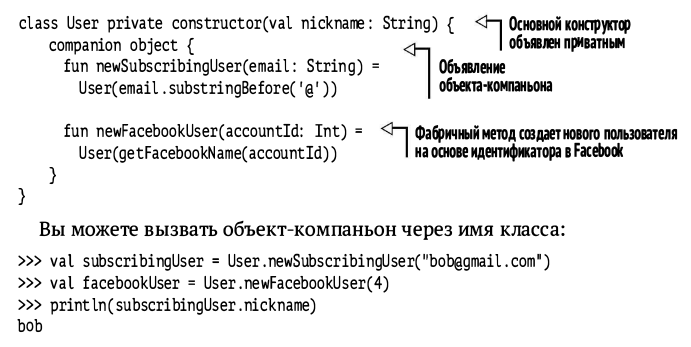 class User private constructor(val nickname: String) {
Основной конструктор
объявлен приватным
companion object {
Объявление
объекта-компаньона
fun newSubscribingUser(email: String) =
User(email.substringBefore('@'))
fun newFacebookUser(accountId: Int) =
Фабричный метод создает нового пользователя
на основе идентификатора в Facebook
User(getFacebookName(accountId))
}
}
Вы можете вызвать объект-компаньон через имя класса:
>>> val subscribingUser = User.newSubscribingUser("bob@gmail.com")
>>> val facebookUser = User.newFacebookUser(4)
>>> println(subscribingUser.nickname)
bob